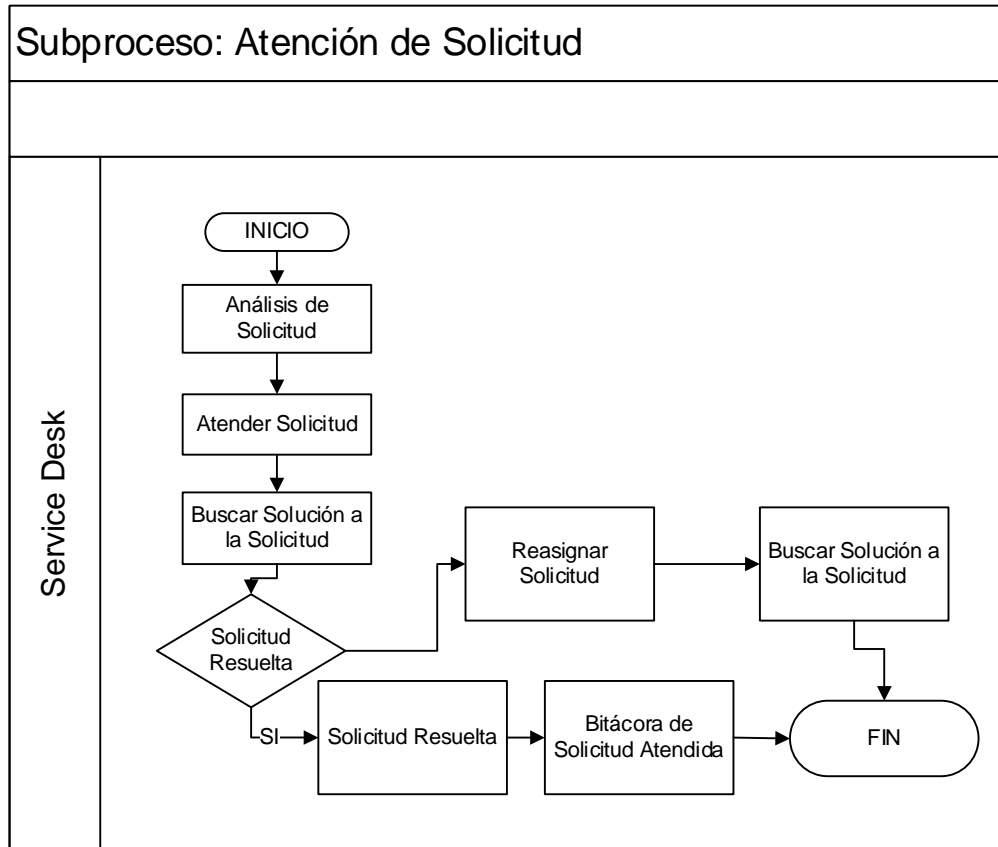 Subproceso: Atención de Solicitud
Service Desk
INICIO
Análisis de
Solicitud
Atender Solicitud
Buscar Solución a
la Solicitud
Reasignar
Solicitud
Buscar Solución a
la Solicitud
Solicitud
Resuelta
SI
Solicitud Resuelta
Bitácora de
Solicitud Atendida
FIN